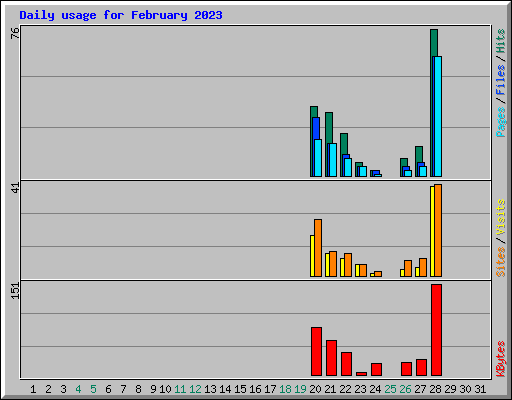 Daily usage for February 2023
76
41
151
Pages / Files / Hits
Sites / Visits
KBytes
1 2 3 4 5 6 7 8 9 10 11 12 13 14 15 16 17 18 19 20 21 22 23 24 25 26 27 28 29 30 31